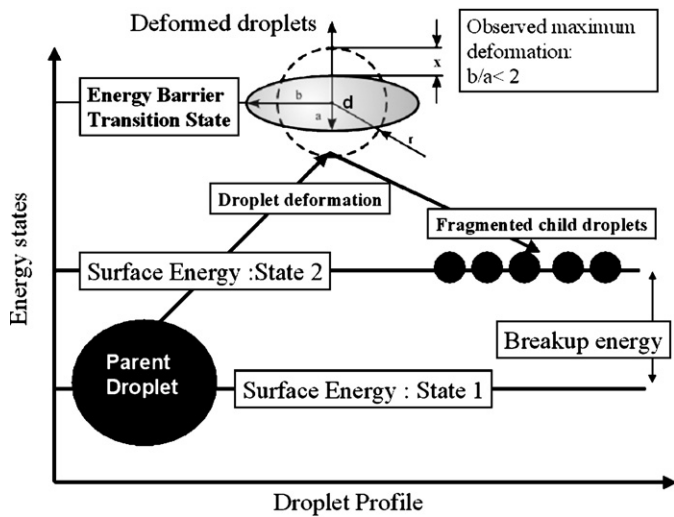 Deformed droplets
Observed maximum
deformation:
b/a< 2
x
Energy Barrier
Transition State
b
d
a
r
Droplet deformation
Fragmented child droplets
Energy states
Surface Energy :State 2
Breakup energy
Parent
Droplet
Surface Energy : State 1
Droplet Profile